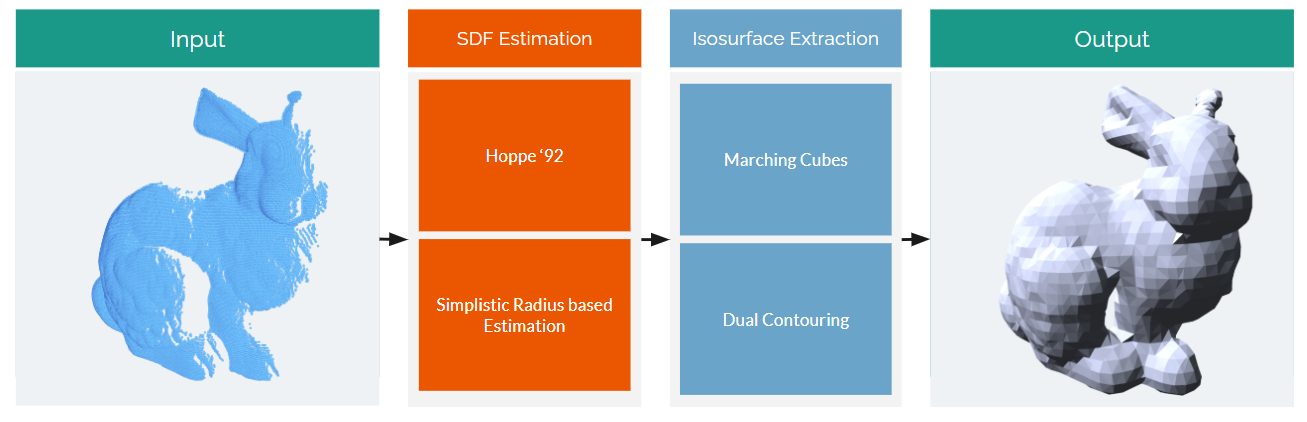 Input
SDF Estimation
Isosurface Extraction
Output
Hoppe ‘92
Marching Cubes
Simplistic Radius based
Estimation
Dual Contouring